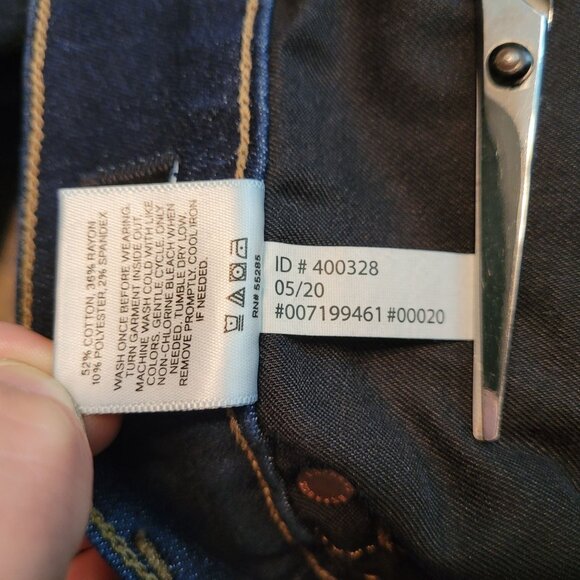 52% COTTON, 36% RAYON
10% POLYESTER, 2% SPANDEX
WASH ONCE BEFORE WEARING.
TURN GARMENT INSIDE OUT.
MACHINE WASH COLD WITH LIKE
COLORS, GENTLE CYCLE. ONLY
NON-CHLORINE BLEACH WHEN
NEEDED. TUMBLE DRY LOW.
REMOVE PROMPTLY. COOL IRON
IF NEEDED.
RN# 55285
ID # 400328
05/20
#007199461 #00020